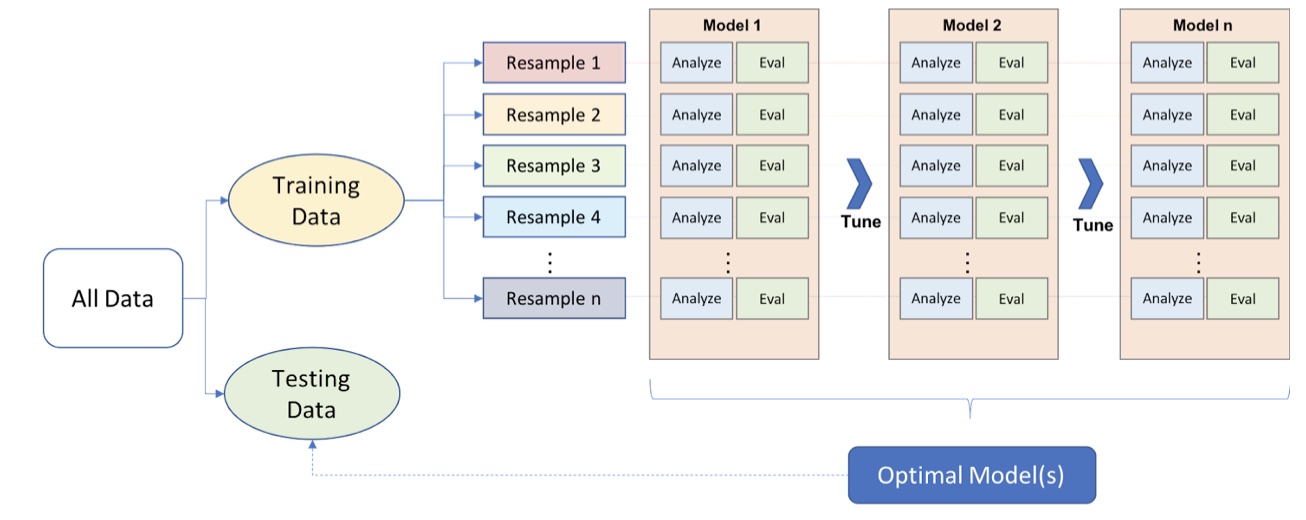 All Data
Training
Data
Testing
Data
Resample 1
Resample 2
Resample 3
Resample 4
⋮
Resample n
Model 1
Analyze Eval
Analyze Eval
Analyze Eval
Analyze Eval
⋮
Analyze Eval
Tune
Model 2
Analyze Eval
Analyze Eval
Analyze Eval
Analyze Eval
⋮
Analyze Eval
Tune
Model n
Analyze Eval
Analyze Eval
Analyze Eval
Analyze Eval
⋮
Analyze Eval
Optimal Model(s)